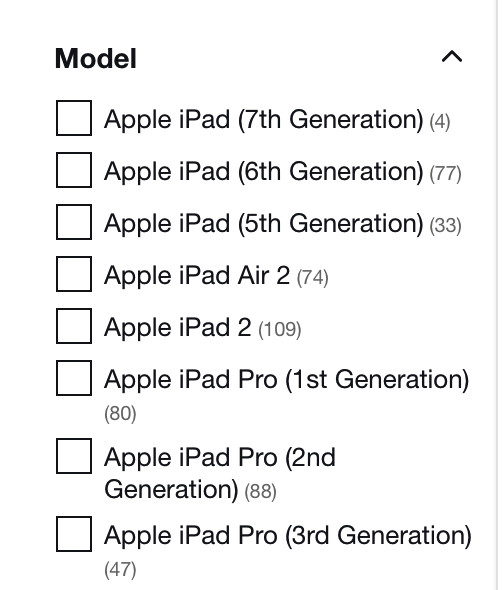 Model
Apple iPad (7th Generation) (4)
Apple iPad (6th Generation) (77)
Apple iPad (5th Generation) (33)
Apple iPad Air 2 (74)
Apple iPad 2 (109)
Apple iPad Pro (1st Generation)
(80)
Apple iPad Pro (2nd
Generation) (88)
Apple iPad Pro (3rd Generation)
(47)